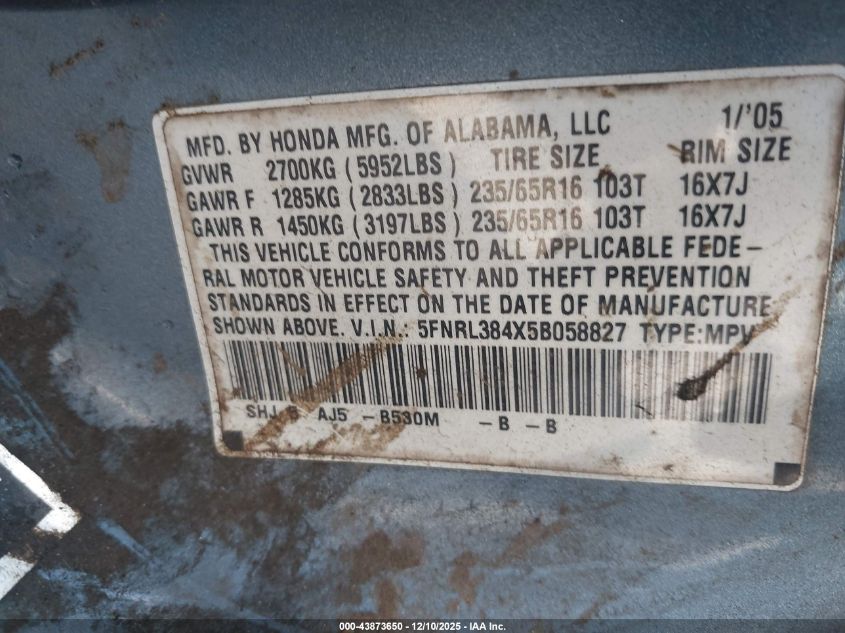 MFD. BY HONDA MFG. OF ALABAMA, LLC 1/'05
GVWR 2700KG (5952LBS) TIRE SIZE RIM SIZE
GAWR F 1285KG (2833LBS) 235/65R16 103T 16X7J
GAWR R 1450KG (3197LBS) 235/65R16 103T 16X7J
THIS VEHICLE CONFORMS TO ALL APPLICABLE FEDE-
RAL MOTOR VEHICLE SAFETY AND THEFT PREVENTION
STANDARDS IN EFFECT ON THE DATE OF MANUFACTURE
SHOWN ABOVE. V.I.N.: 5FNRL384X5B058827 TYPE:MPV
SHJ 5 AJ5 -B530M -B -B
000-43873650 - 12/10/2025 - IAA Inc.